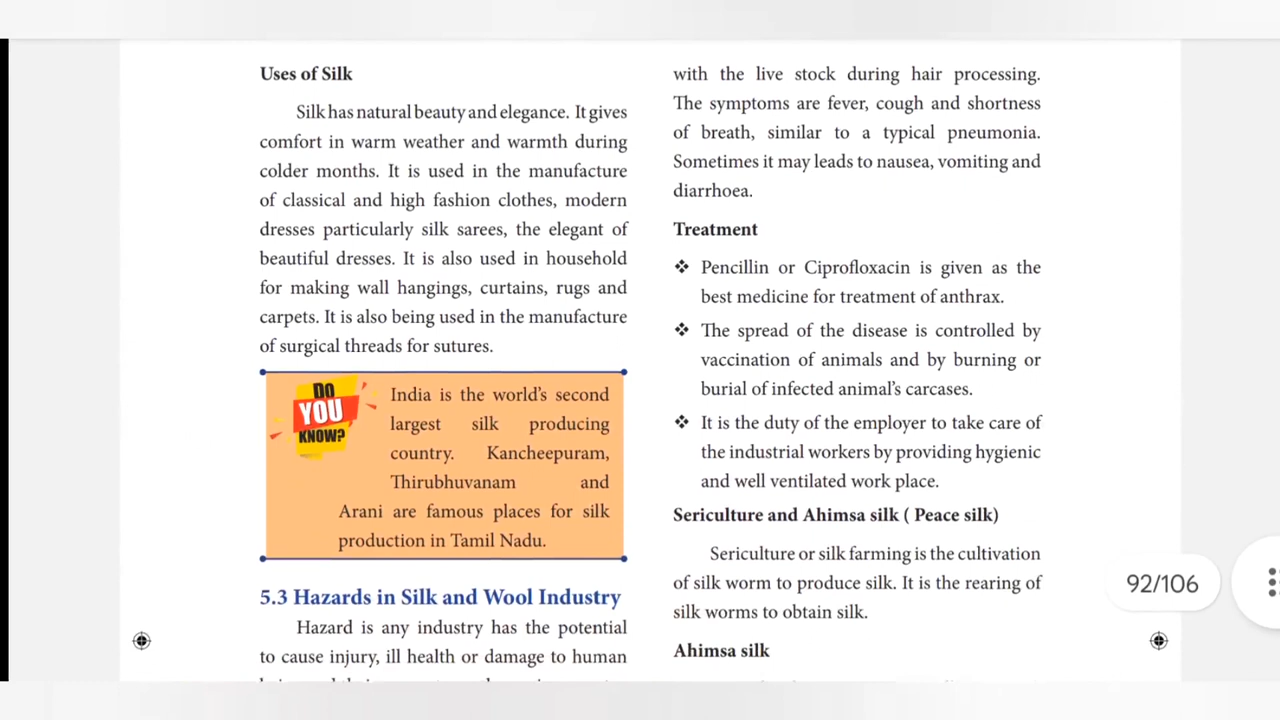 Uses of Silk
Silk has natural beauty and elegance. It gives
comfort in warm weather and warmth during
colder months. It is used in the manufacture
of classical and high fashion clothes, modern
dresses particularly silk sarees, the elegant of
beautiful dresses. It is also used in household
for making wall hangings, curtains, rugs and
carpets. It is also being used in the manufacture
of surgical threads for sutures.
DO
YOU
KNOW?
India is the world's second
largest silk producing
country. Kancheepuram,
Thirubhuvanam and
Arani are famous places for silk
production in Tamil Nadu.
5.3 Hazards in Silk and Wool Industry
Hazard is any industry has the potential
to cause injury, ill health or damage to human
with the live stock during hair processing.
The symptoms are fever, cough and shortness
of breath, similar to a typical pneumonia.
Sometimes it may leads to nausea, vomiting and
diarrhoea.
Treatment
❖ Pencillin or Ciprofloxacin is given as the
best medicine for treatment of anthrax.
❖ The spread of the disease is controlled by
vaccination of animals and by burning or
burial of infected animal's carcases.
❖ It is the duty of the employer to take care of
the industrial workers by providing hygienic
and well ventilated work place.
Sericulture and Ahimsa silk ( Peace silk)
Sericulture or silk farming is the cultivation
of silk worm to produce silk. It is the rearing of
silk worms to obtain silk.
Ahimsa silk
92/106